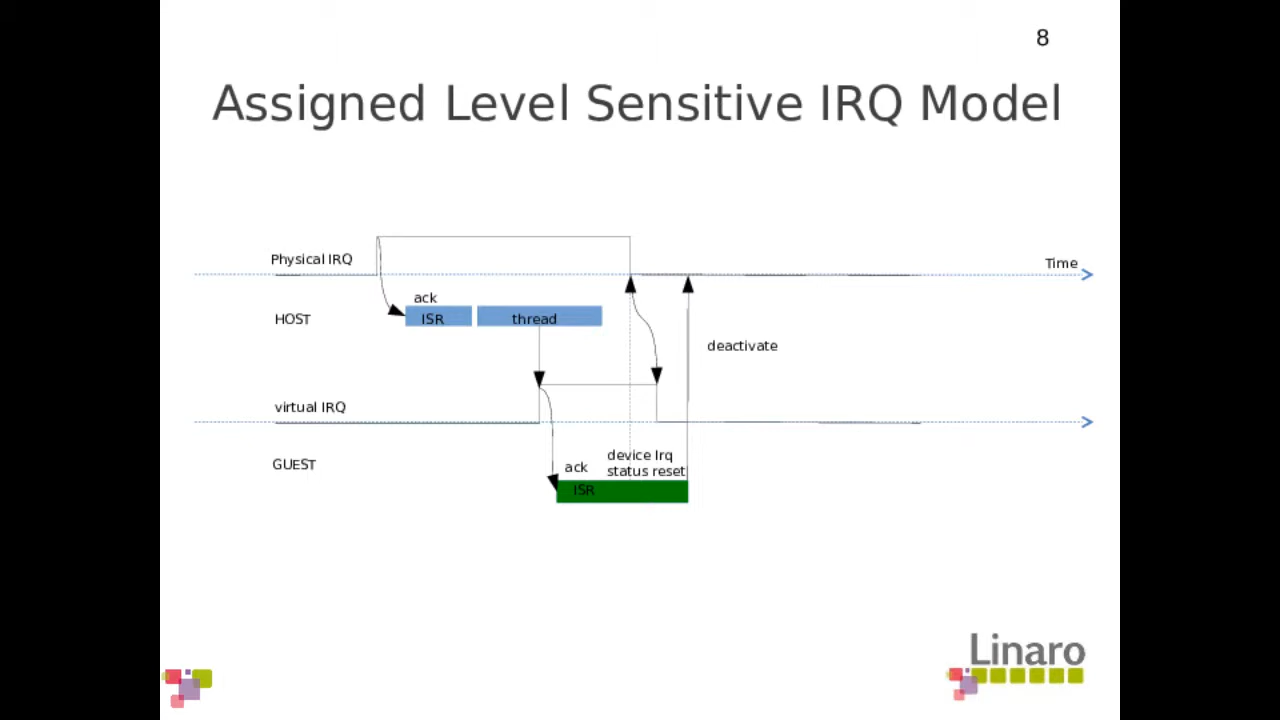 8
Assigned Level Sensitive IRQ Model
Physical IRQ
Time
ack
HOST
ISR
thread
deactivate
virtual IRQ
GUEST
ack
device Irq
status reset
ISR
Linaro